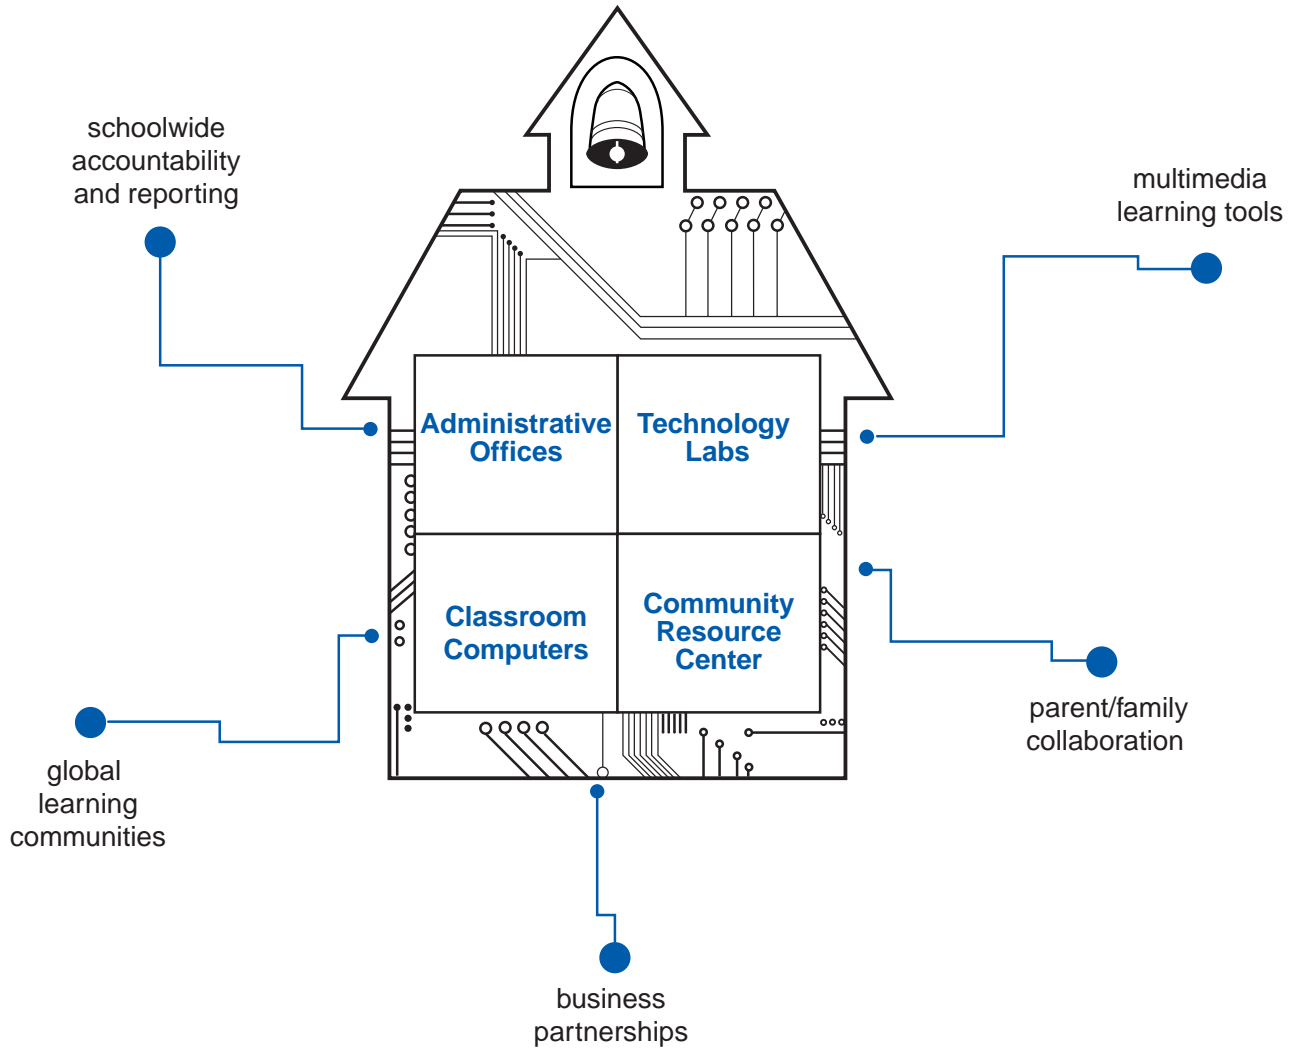 schoolwide
accountability
and reporting
multimedia
learning tools
Administrative
Offices
Technology
Labs
Classroom
Computers
Community
Resource
Center
parent/family
collaboration
global
learning
communities
business
partnerships